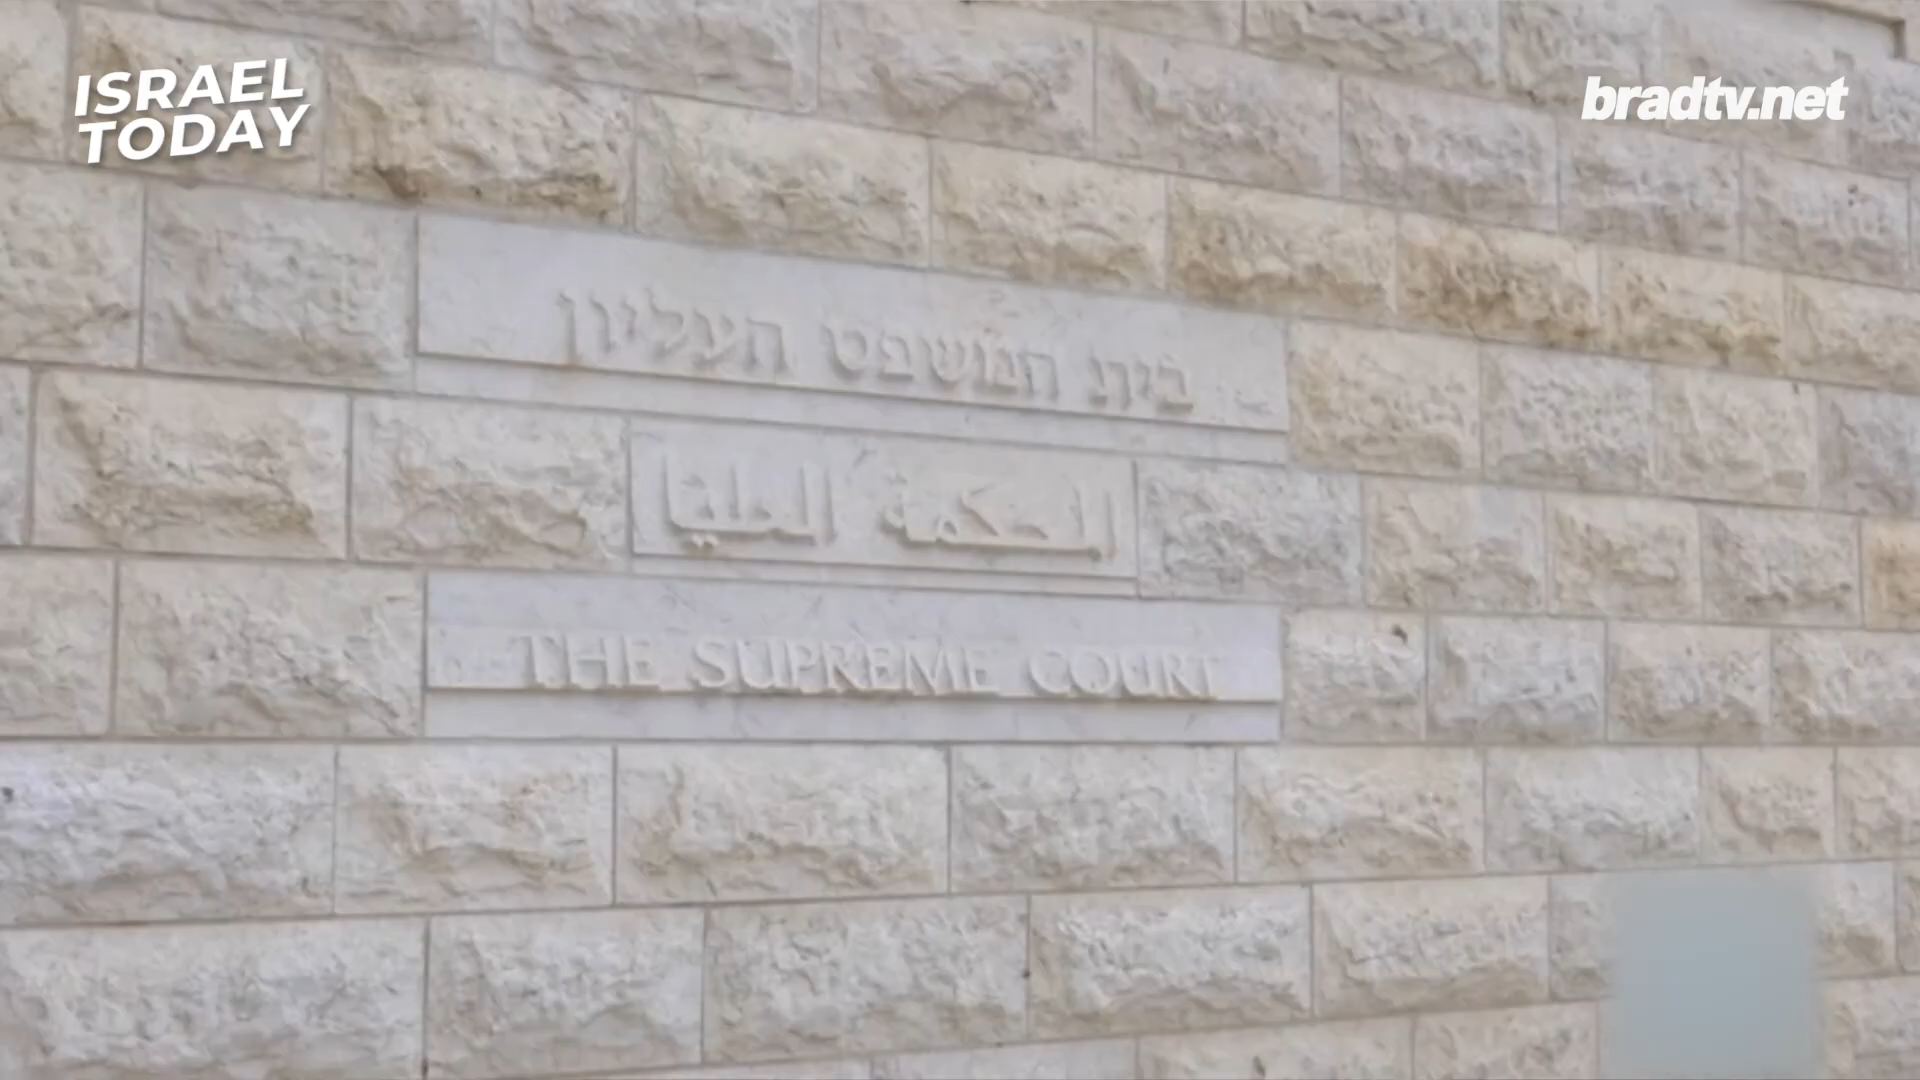 ISRAEL
TODAY
bradtv.net
בית המשפט העליון
المحكمة العليا
THE SUPREME COURT